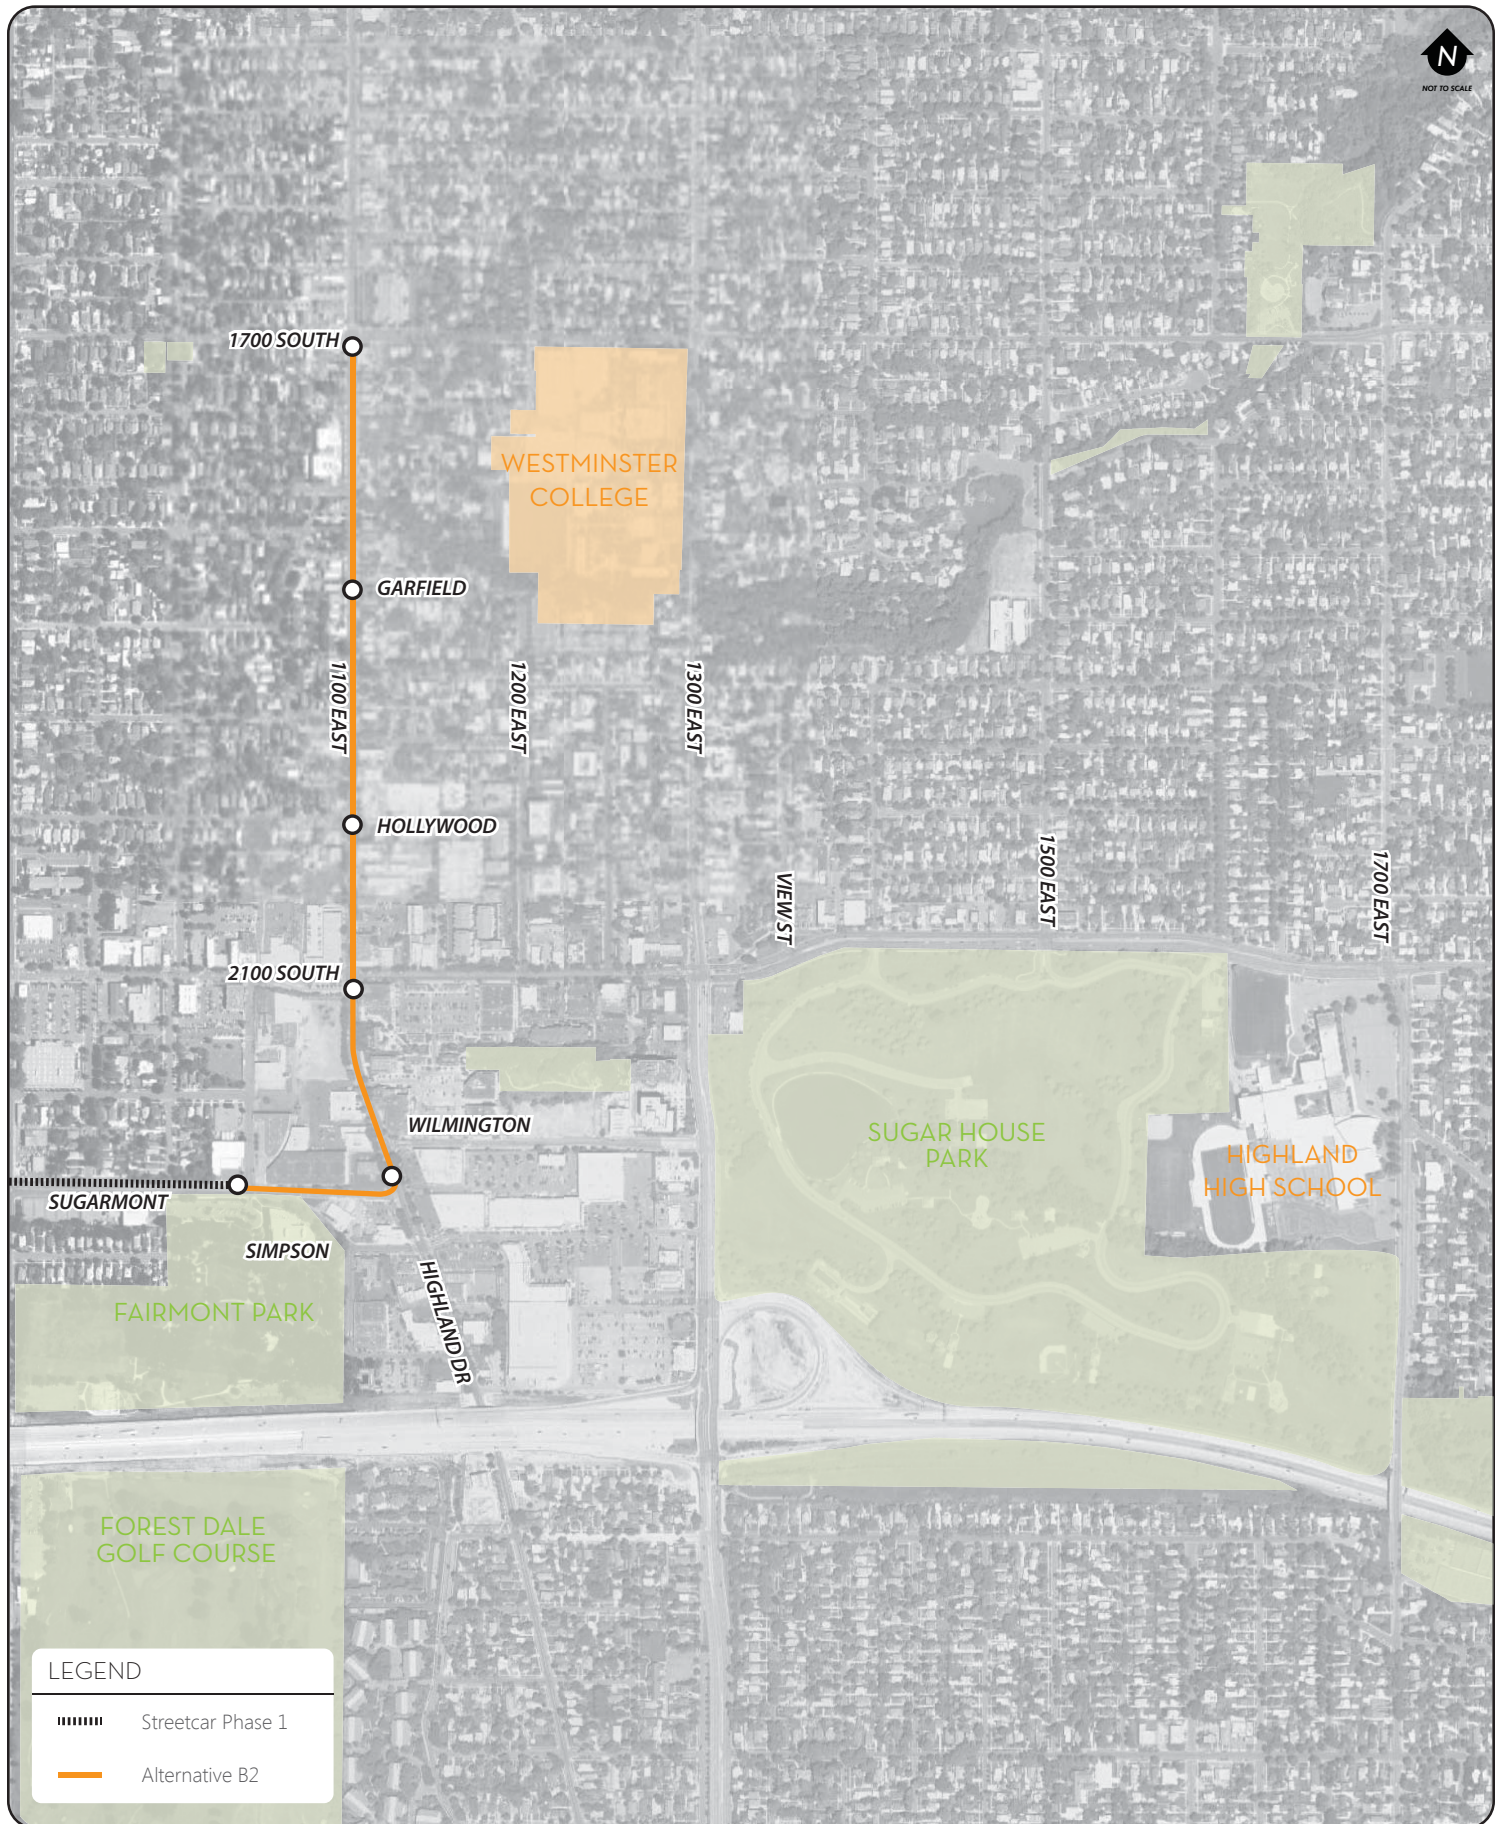 N
NOT TO SCALE
1700 SOUTH
WESTMINSTER
COLLEGE
GARFIELD
1100 EAST
1200 EAST
1300 EAST
HOLLYWOOD
1500 EAST
1700 EAST
VIEW ST
2100 SOUTH
WILMINGTON
SUGAR HOUSE
PARK
HIGHLAND
HIGH SCHOOL
SUGARMONT
SIMPSON
HIGHLAND DR
FAIRMONT PARK
FOREST DALE
GOLF COURSE
LEGEND
Streetcar Phase 1
Alternative B2